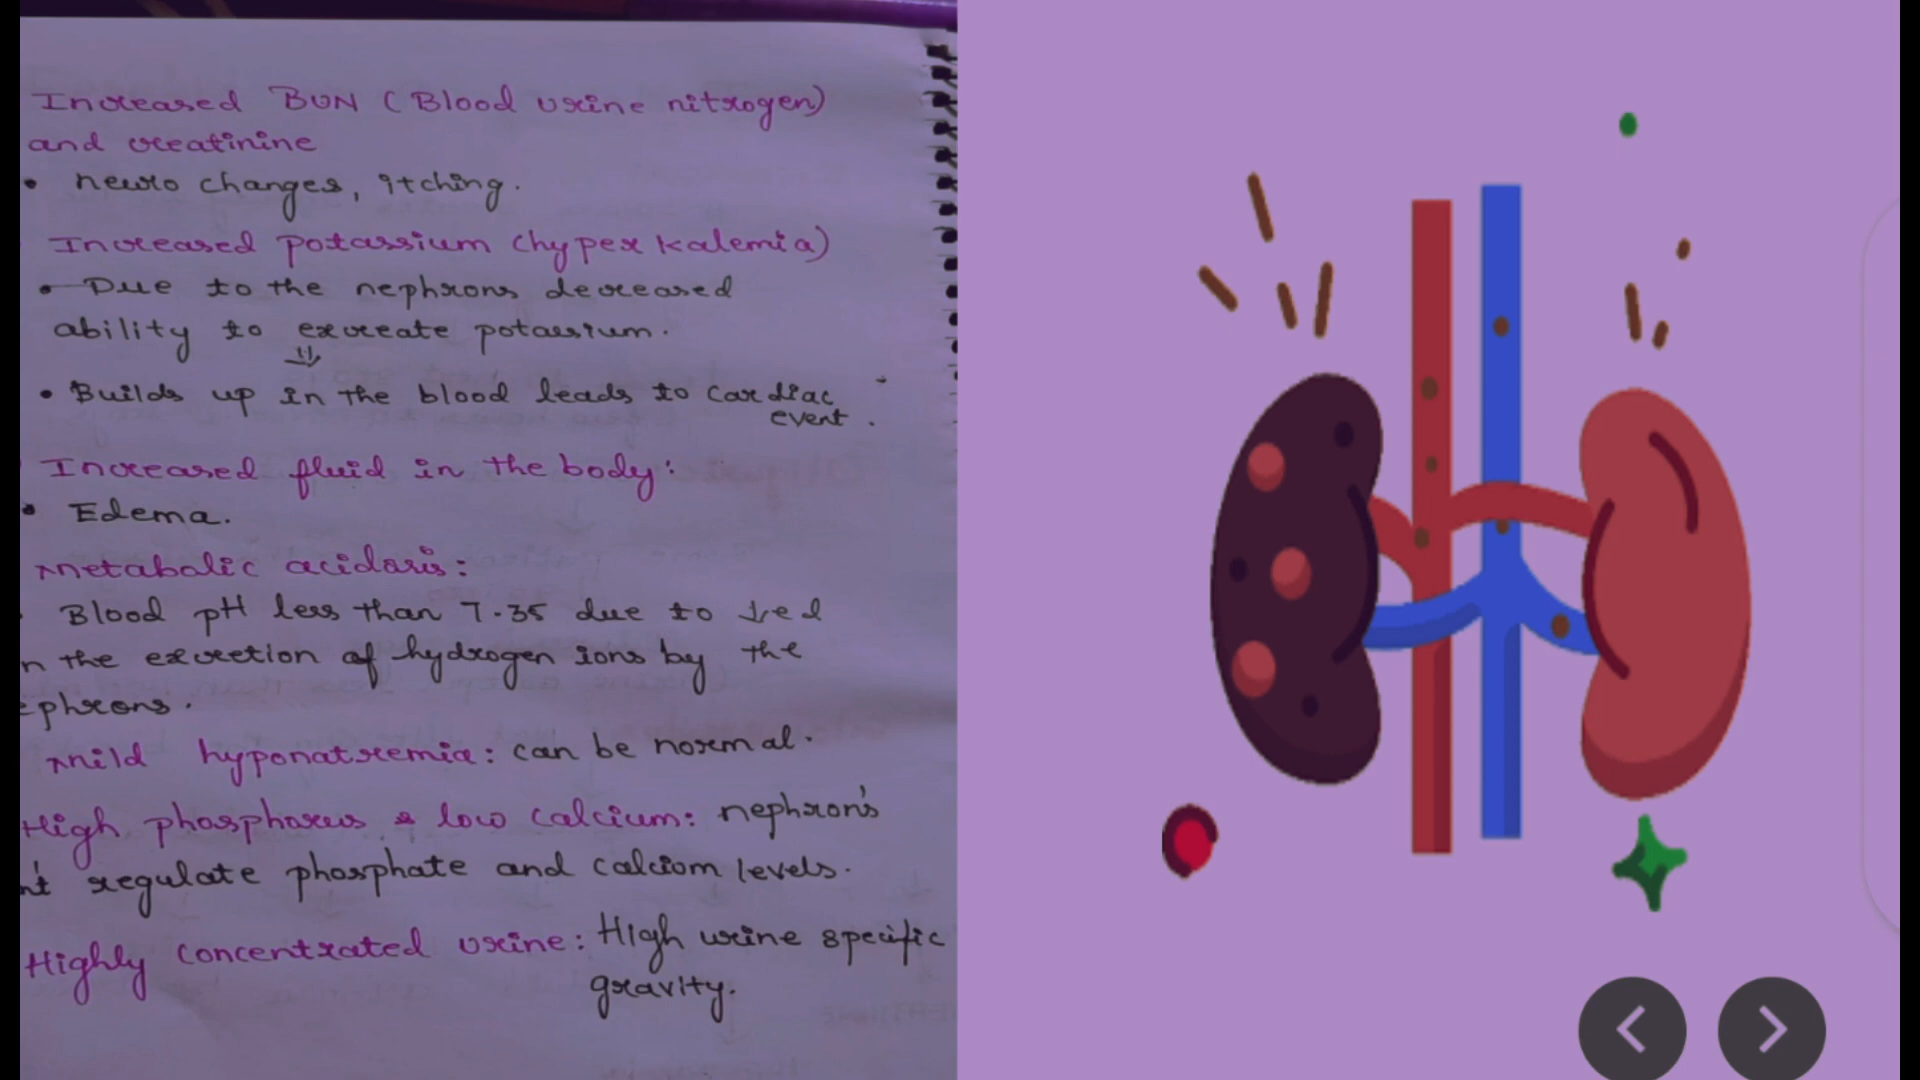 Increased BUN (Blood urine nitrogen)
and creatinine
• neuro changes, itching.
Increased potassium (hyper kalemia)
• Due to the nephrons decreased
ability to excreate potassium.
⇓
• Builds up in the blood leads to cardiac
event.
Increased fluid in the body:
• Edema.
metabolic acidosis:
Blood pH less than 7.35 due to ↓ed
n the excretion of hydrogen ions by the
ephrons.
mild hyponatremia: can be normal.
High phosphorus & low calcium: nephron's
n't regulate phosphate and calcium levels.
Highly concentrated urine: High urine specific
gravity.